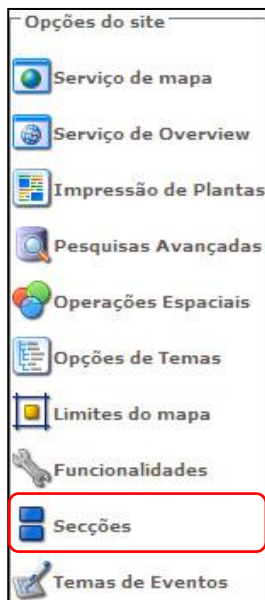 Opções do site
Serviço de mapa
Serviço de Overview
Impressão de Plantas
Pesquisas Avançadas
Operações Espaciais
Opções de Temas
Limites do mapa
Funcionalidades
Secções
Temas de Eventos